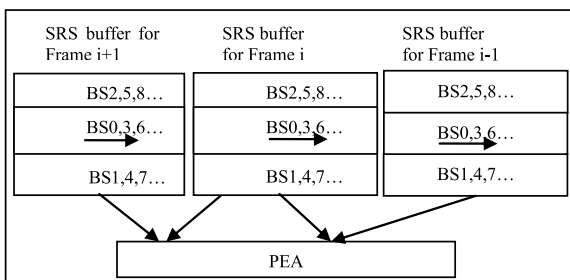 SRS buffer for
Frame i+1
SRS buffer
for Frame i
SRS buffer
for Frame i-1
BS2,5,8…
BS2,5,8…
BS2,5,8…
BS0,3,6…
BS0,3,6…
BS0,3,6…
BS1,4,7…
BS1,4,7…
BS1,4,7…
PEA